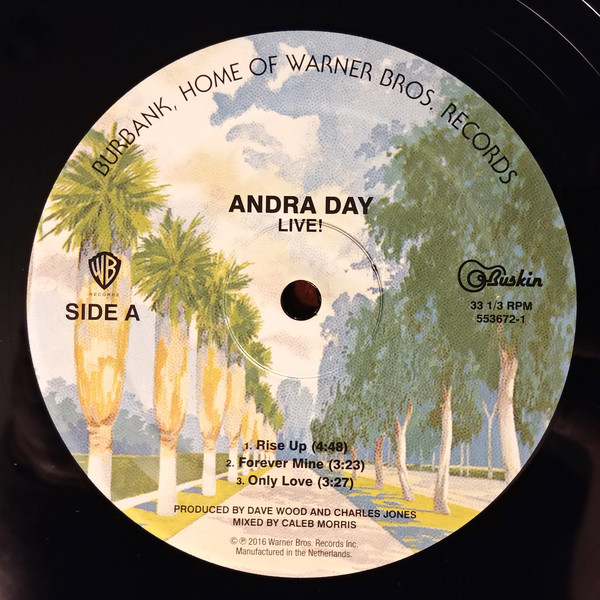 BURBANK, HOME OF WARNER BROS. RECORDS
ANDRA DAY
LIVE!
WB
RECORDS
SIDE A
Buskin
33 1/3 RPM
553672-1
1. Rise Up (4:48)
2. Forever Mine (3:23)
3. Only Love (3:27)
PRODUCED BY DAVE WOOD AND CHARLES JONES
MIXED BY CALEB MORRIS
© ℗ 2016 Warner Bros. Records Inc.
Manufactured in the Netherlands.